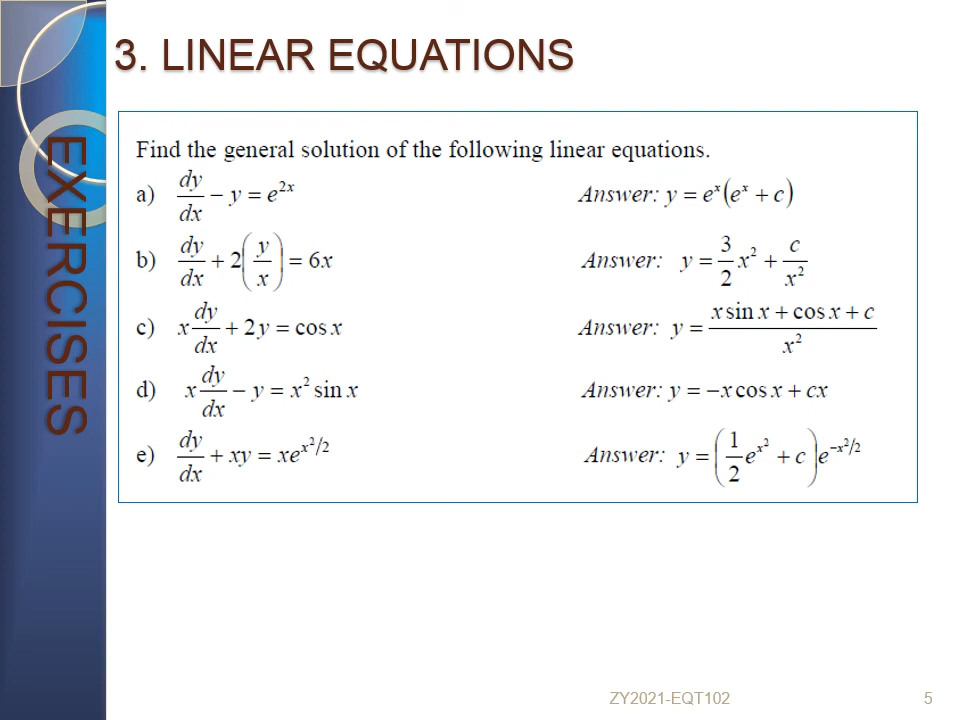 3. LINEAR EQUATIONS
EXERCISES
Find the general solution of the following linear equations.
a) dy/dx − y = e^{2x} Answer: y = e^x(e^x + c)
b) dy/dx + 2(y/x) = 6x Answer: y = 3/2 x^2 + c/x^2
c) x dy/dx + 2y = cos x Answer: y = (x sin x + cos x + c)/x^2
d) x dy/dx − y = x^2 sin x Answer: y = −x cos x + cx
e) dy/dx + xy = xe^{x^2/2} Answer: y = (1/2 e^{x^2} + c)e^{−x^2/2}
ZY2021-EQT102 5